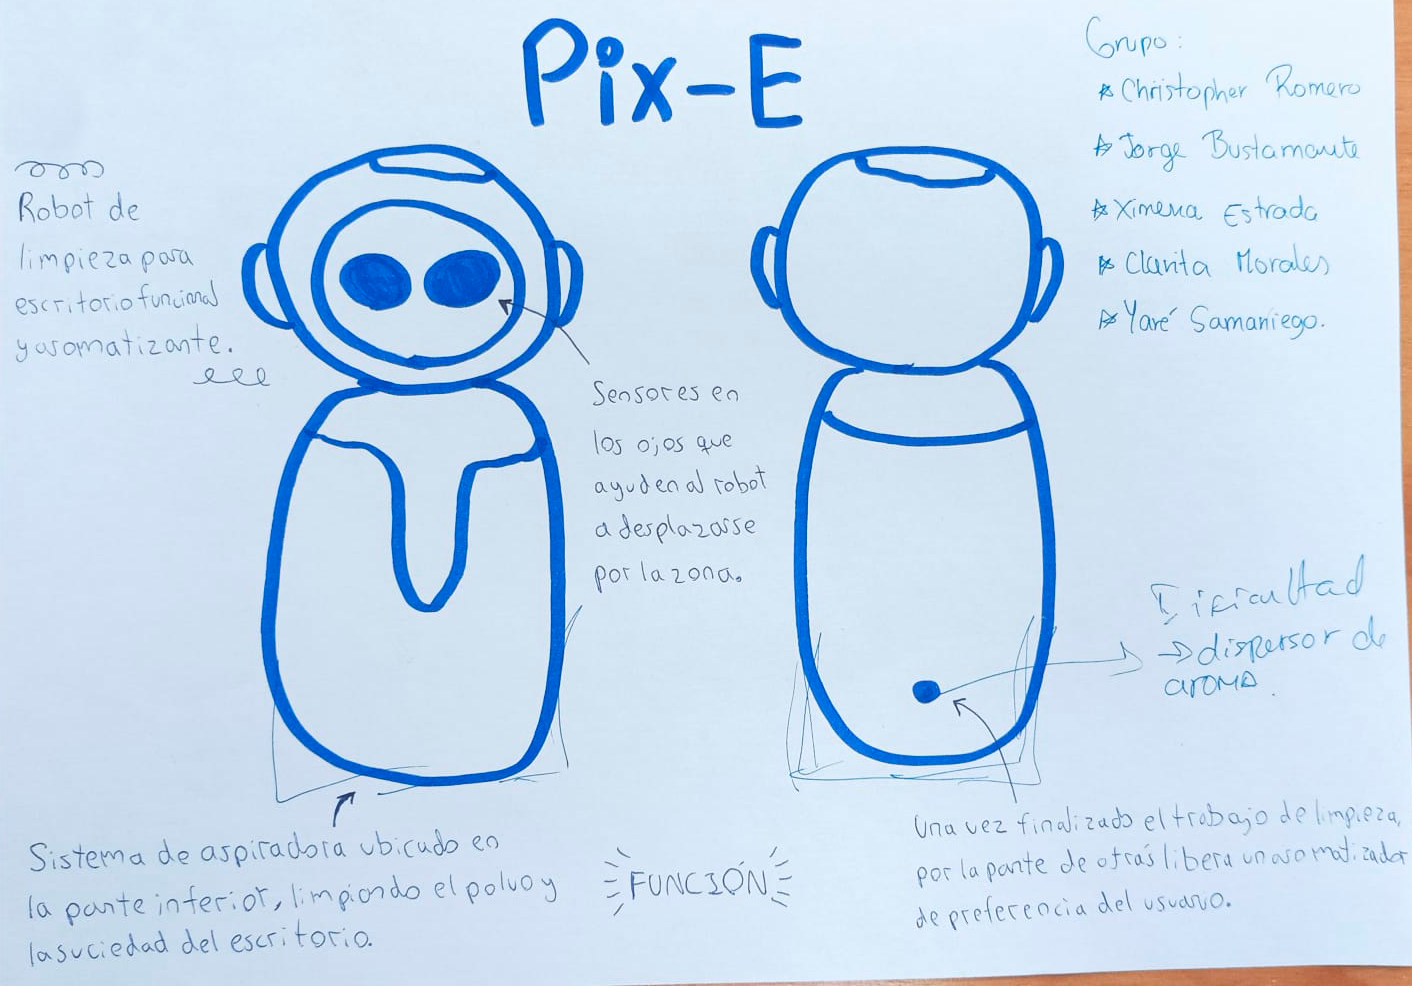 Pix-E
Grupo:
Christopher Romero
Jorge Bustamante
Ximena Estrada
Clarita Morales
Yaré Samaniego.
Robot de
limpieza para
escritorio funcional
y aromatizante.
Sensores en
los ojos que
ayuden al robot
a desplazarse
por la zona.
Dificultad
→ dispersor de
aroma.
Sistema de aspiradora ubicado en
la parte inferior, limpiando el polvo y
la suciedad del escritorio.
FUNCIÓN
Una vez finalizado el trabajo de limpieza,
por la parte de atrás libera un aromatizador
de preferencia del usuario.